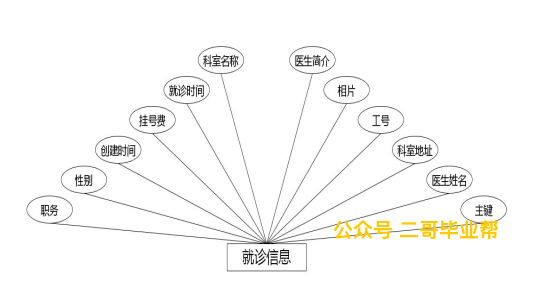 科室名称
医生简介
就诊时间
相片
挂号费
工号
创建时间
科室地址
性别
医生姓名
职务
主键
公众号 二哥毕业帮
就诊信息